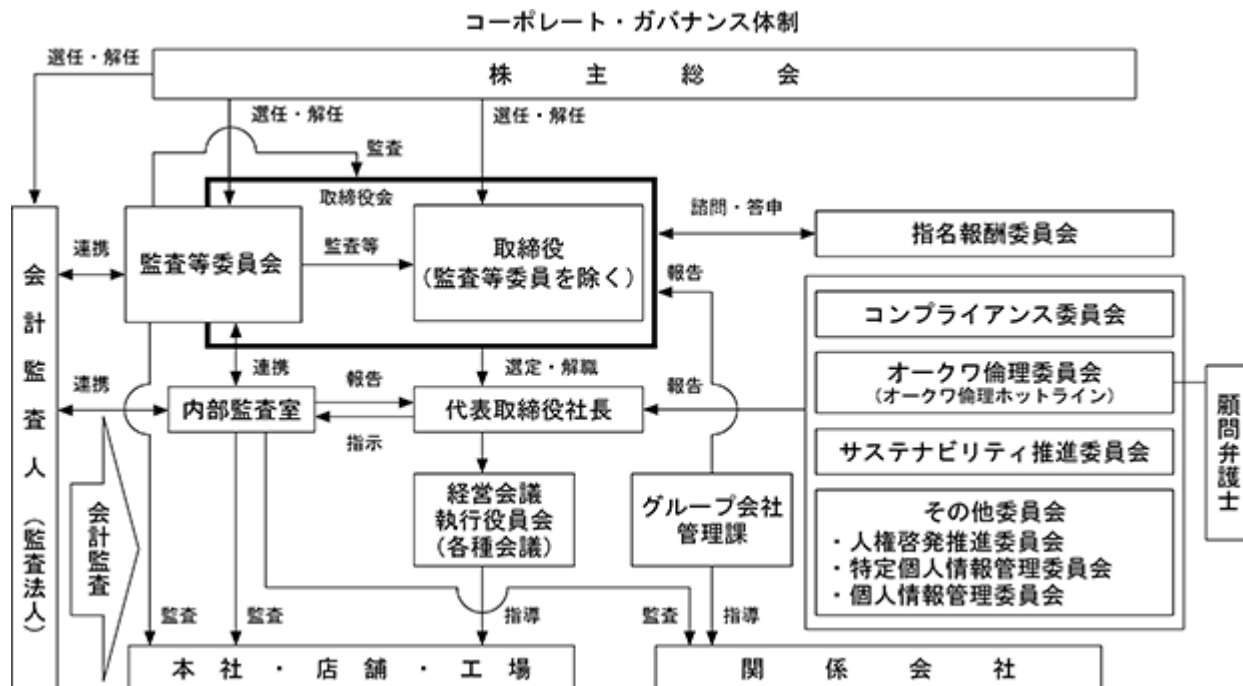 コーポレート・ガバナンス体制
株主総会
選任・解任
選任・解任
選任・解任
監査
取締役会
監査等委員会
監査等
取締役
(監査等委員を除く)
諮問・答申
指名報酬委員会
連携
報告
コンプライアンス委員会
オークワ倫理委員会
(オークワ倫理ホットライン)
サステナビリティ推進委員会
その他委員会
・人権啓発推進委員会
・特定個人情報管理委員会
・個人情報管理委員会
顧問弁護士
連携
選定・解職
報告
連携
内部監査室
報告
指示
代表取締役社長
経営会議
執行役員会
(各種会議)
グループ会社
管理課
会計監査人(監査法人)
会計監査
監査
監査
指導
監査
指導
本社・店舗・工場
関係会社